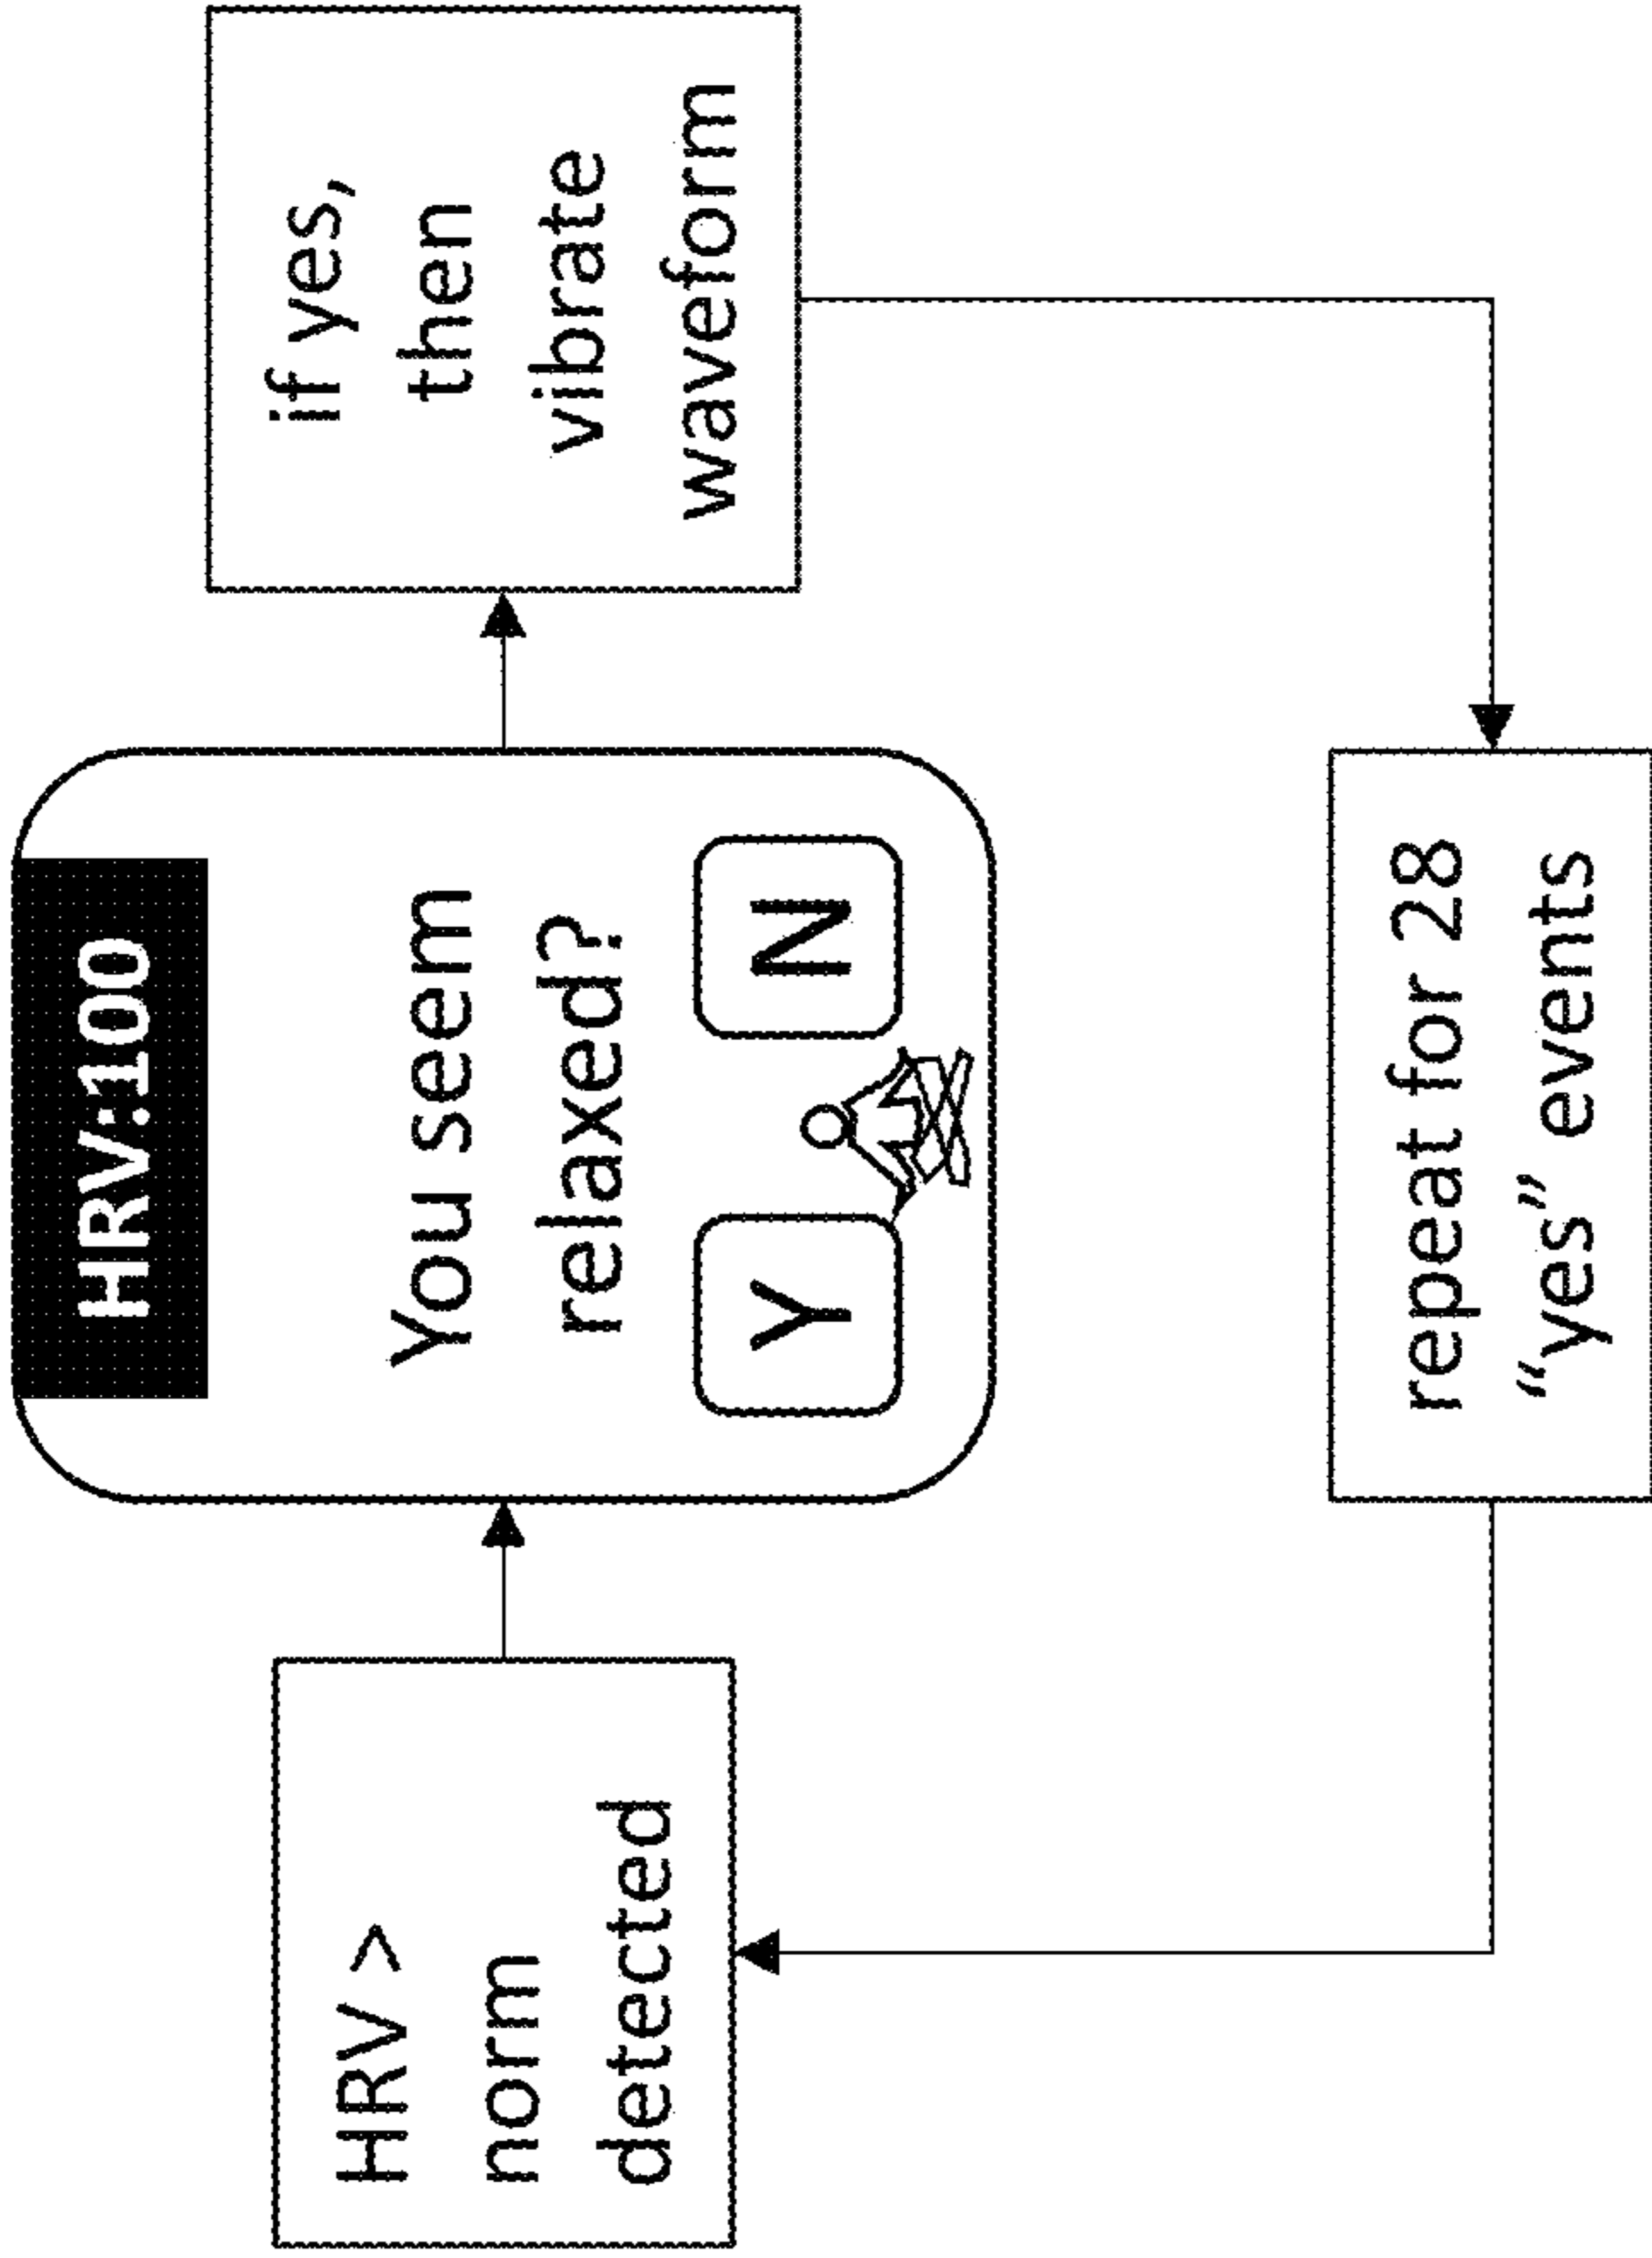 HRV >
norm
detected
HRV:100
You seem
relaxed?
Y
N
if yes,
then
vibrate
waveform
repeat for 28
“yes” events